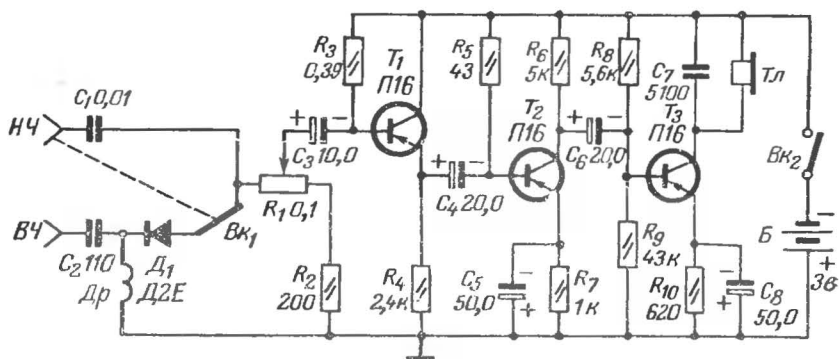 НЧ
C₁ 0,01
ВЧ
C₂ 110
Др
Д₁
Д2Е
Вк₁
R₁ 0,1
R₂
200
R₃
0,39
C₃ 10,0
+ −
T₁
П16
R₄
2,4к
C₄ 20,0
+ −
R₅
43
R₆
5к
T₂
П16
C₅
50,0
−
+
R₇
1к
C₆
20,0
+ −
R₈
5,6к
R₉
43к
T₃
П16
C₇
5100
Тл
R₁₀
620
C₈
50,0
−
+
Вк₂
Б
−
+
3в